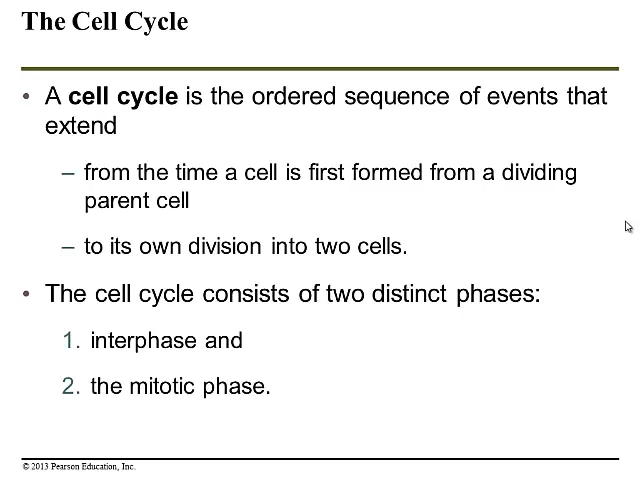 The Cell Cycle
• A cell cycle is the ordered sequence of events that
extend
– from the time a cell is first formed from a dividing
parent cell
– to its own division into two cells.
• The cell cycle consists of two distinct phases:
1. interphase and
2. the mitotic phase.
© 2013 Pearson Education, Inc.